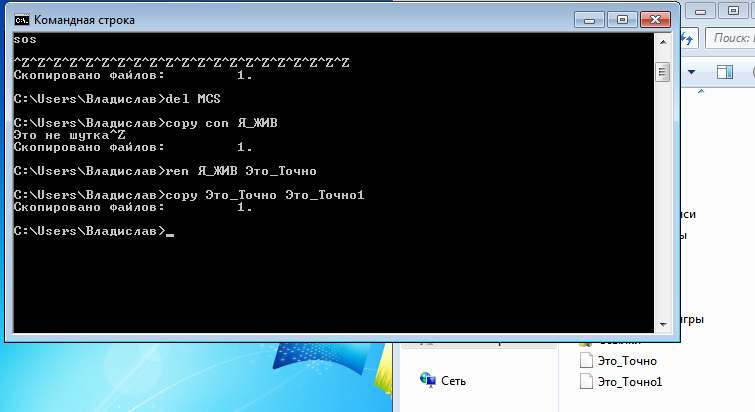 Командная строка
sos
^Z^Z^Z^Z^Z^Z^Z^Z^Z^Z^Z^Z^Z^Z^Z^Z^Z^Z^Z^Z^Z
Скопировано файлов:         1.
C:\Users\Владислав>del MCS
C:\Users\Владислав>copy con Я_ЖИВ
Это не шутка^Z
Скопировано файлов:         1.
C:\Users\Владислав>ren Я_ЖИВ Это_Точно
C:\Users\Владислав>copy Это_Точно Это_Точно1
Скопировано файлов:         1.
C:\Users\Владислав>_
Поиск:
Сеть
Это_Точно
Это_Точно1